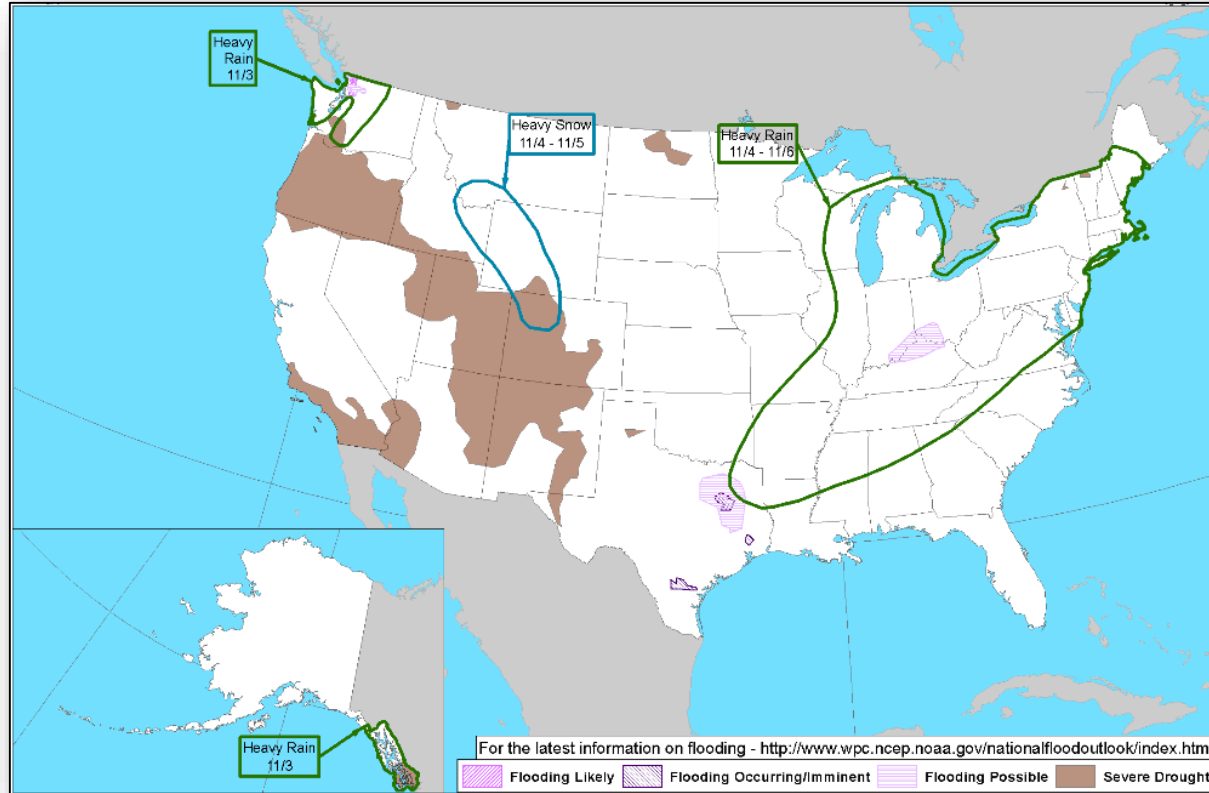 Heavy
Rain
11/3
Heavy Snow
11/4 - 11/5
Heavy Rain
11/4 - 11/6
Heavy Rain
11/3
For the latest information on flooding - http://www.wpc.ncep.noaa.gov/nationalfloodoutlook/index.htm
Flooding Likely
Flooding Occurring/Imminent
Flooding Possible
Severe Drought